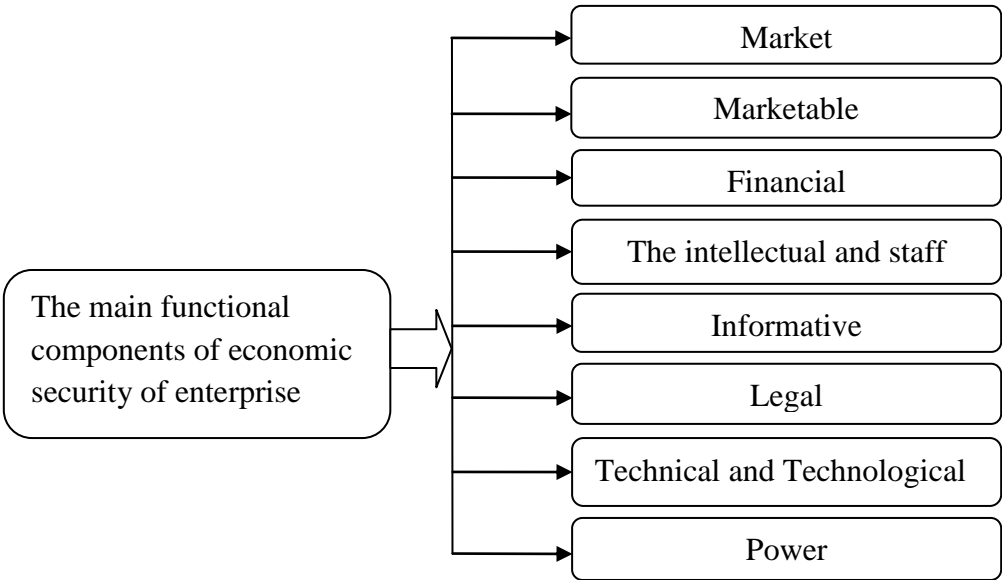 Market
Marketable
Financial
The intellectual and staff
The main functional
components of economic
security of enterprise
Informative
Legal
Technical and Technological
Power